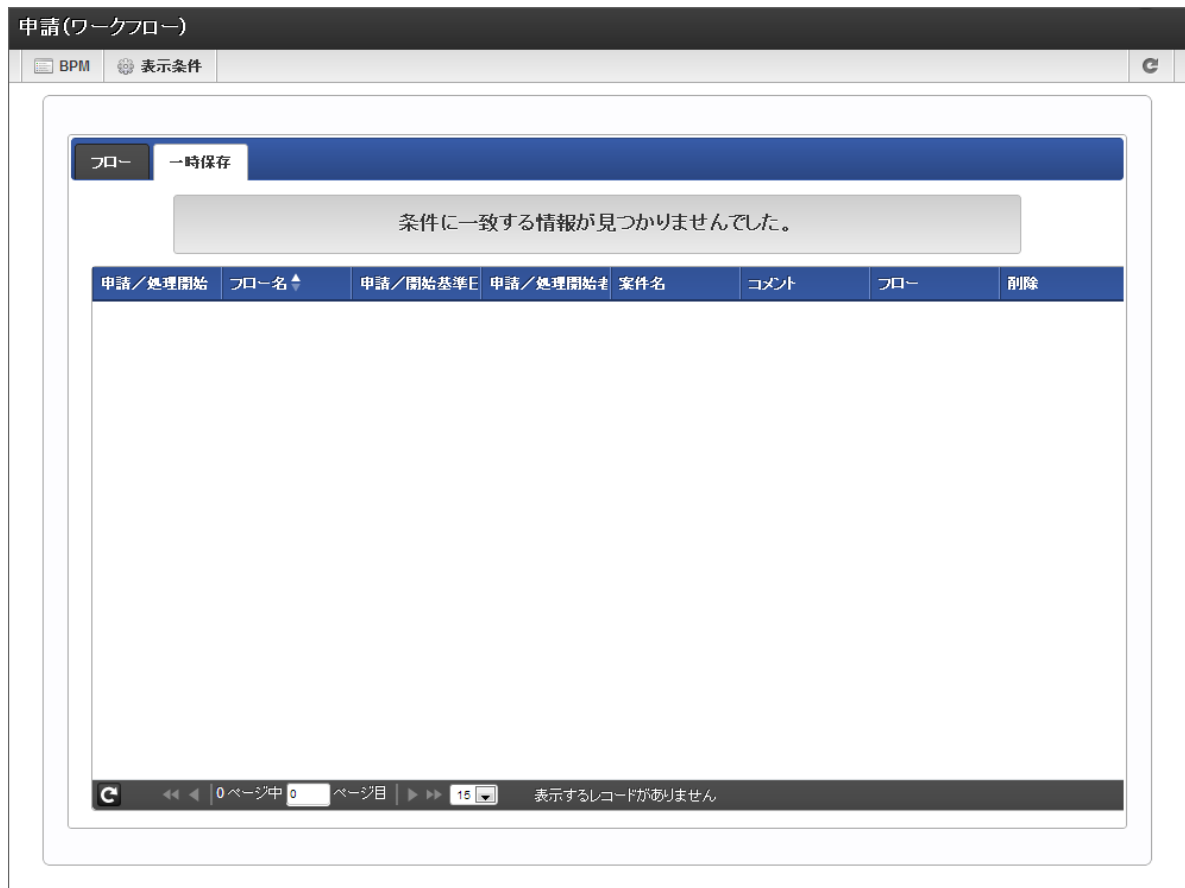 申請(ワークフロー)
BPM 表示条件
フロー 一時保存
条件に一致する情報が見つかりませんでした。
申請／処理開始 フロー名 申請／開始基準 申請／処理開始 案件名 コメント フロー 削除
0 ページ中 0 ページ目 15 表示するレコードがありません